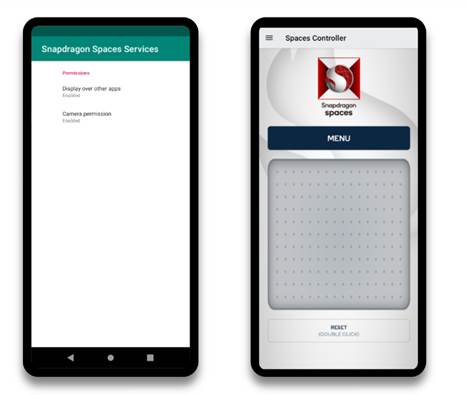 Snapdragon Spaces Services
Permissions
Display over other apps
Enabled
Camera permission
Enabled
Spaces Controller
Snapdragon
spaces
MENU
RESET
(DOUBLE CLICK)